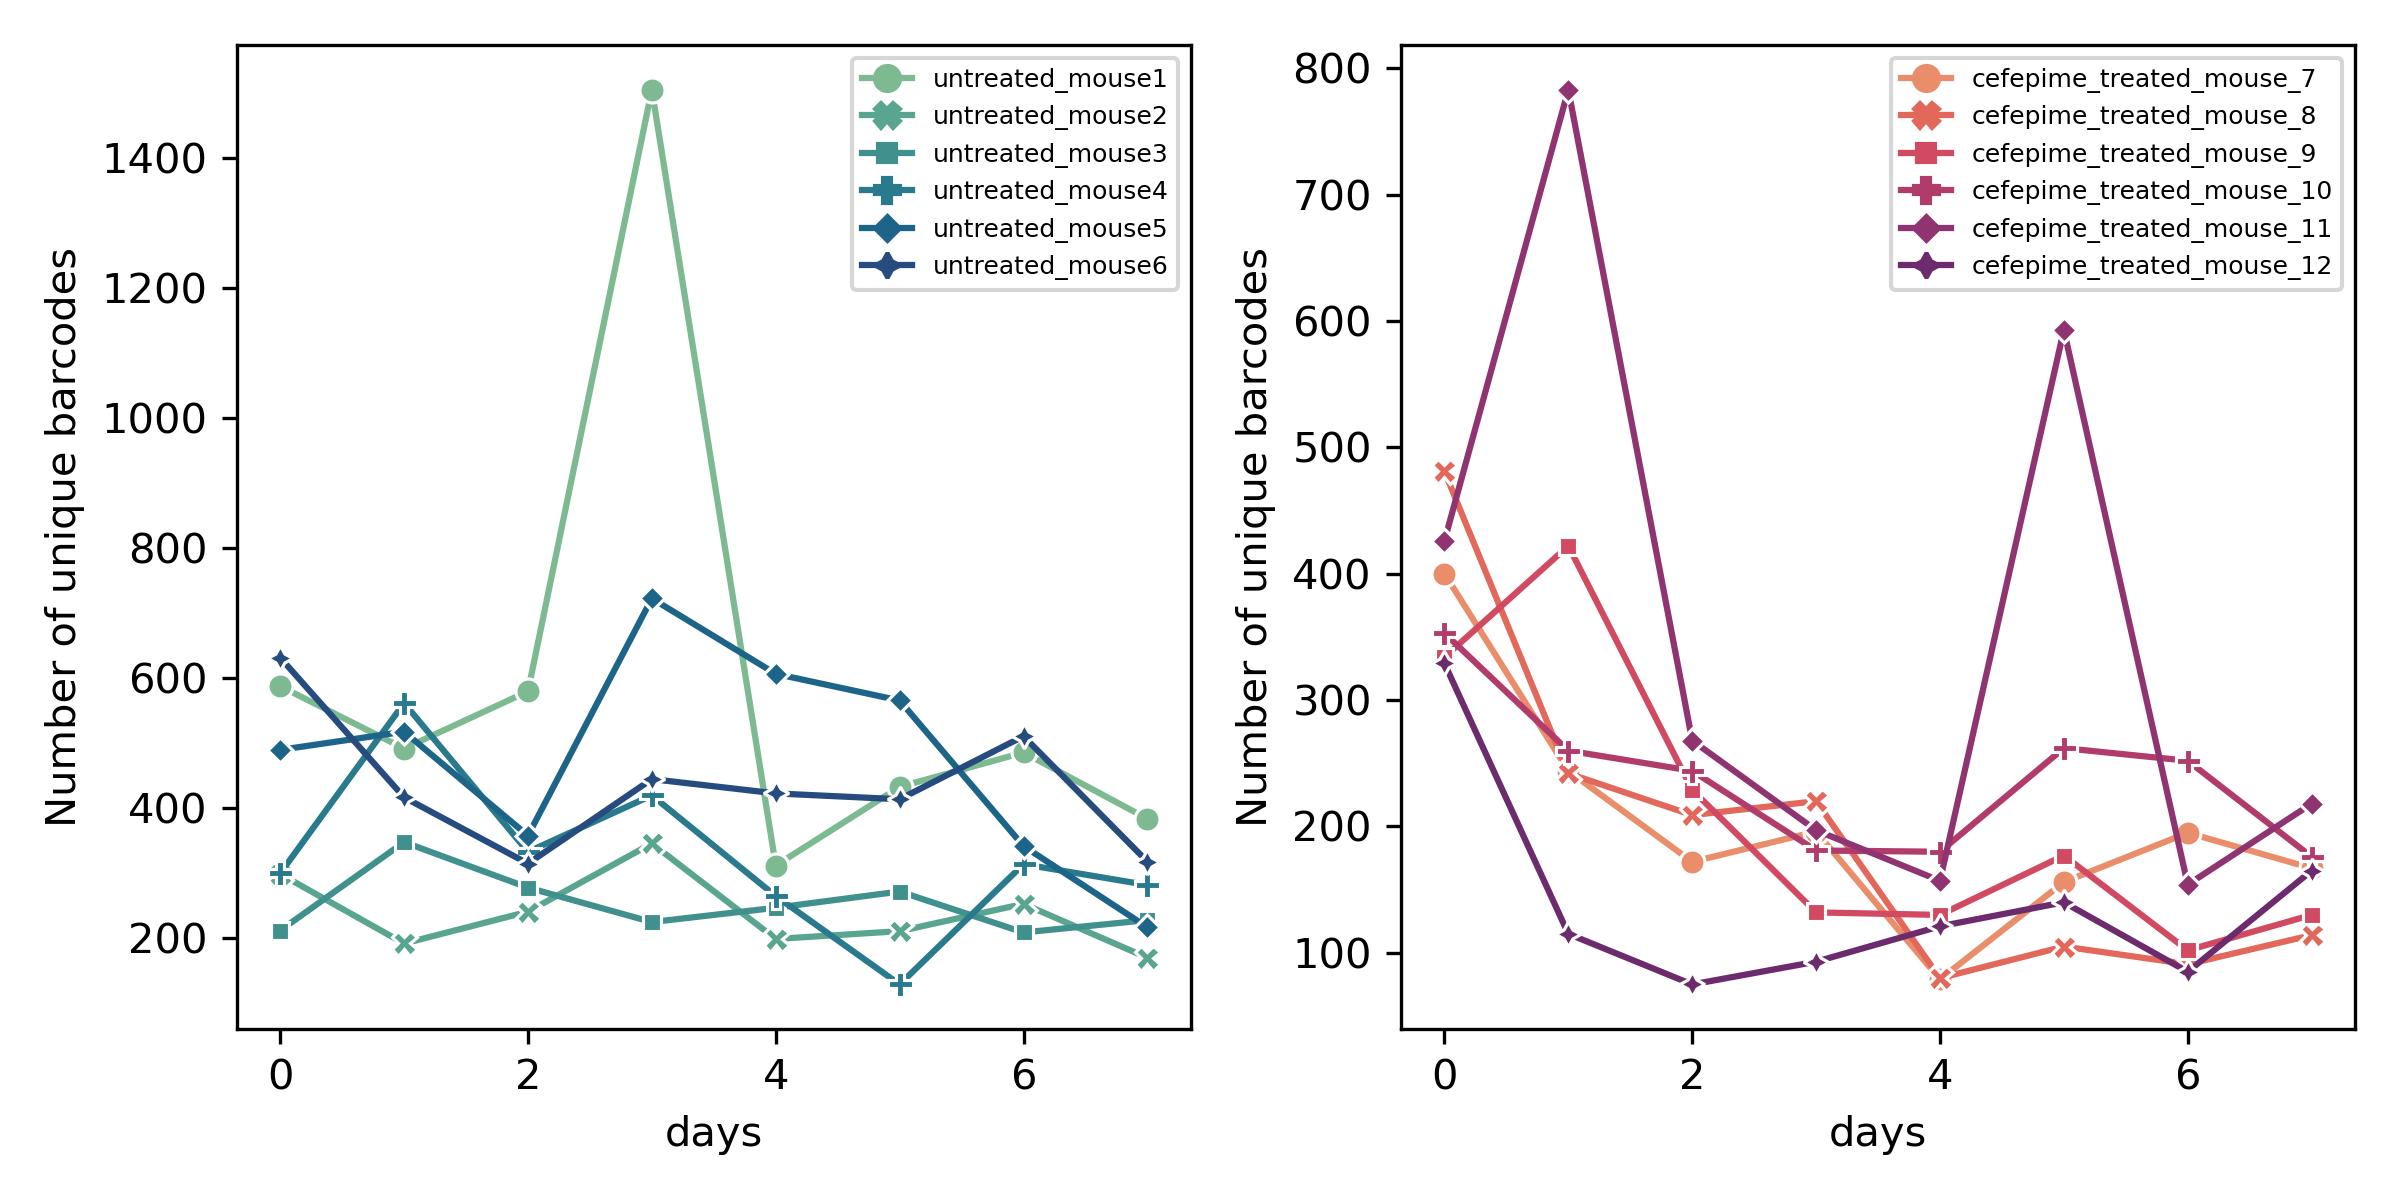 Number of unique barcodes
1400
1200
1000
800
600
400
200
0
2
4
6
days
untreated_mouse1
untreated_mouse2
untreated_mouse3
untreated_mouse4
untreated_mouse5
untreated_mouse6
Number of unique barcodes
800
700
600
500
400
300
200
100
0
2
4
6
days
cefepime_treated_mouse_7
cefepime_treated_mouse_8
cefepime_treated_mouse_9
cefepime_treated_mouse_10
cefepime_treated_mouse_11
cefepime_treated_mouse_12